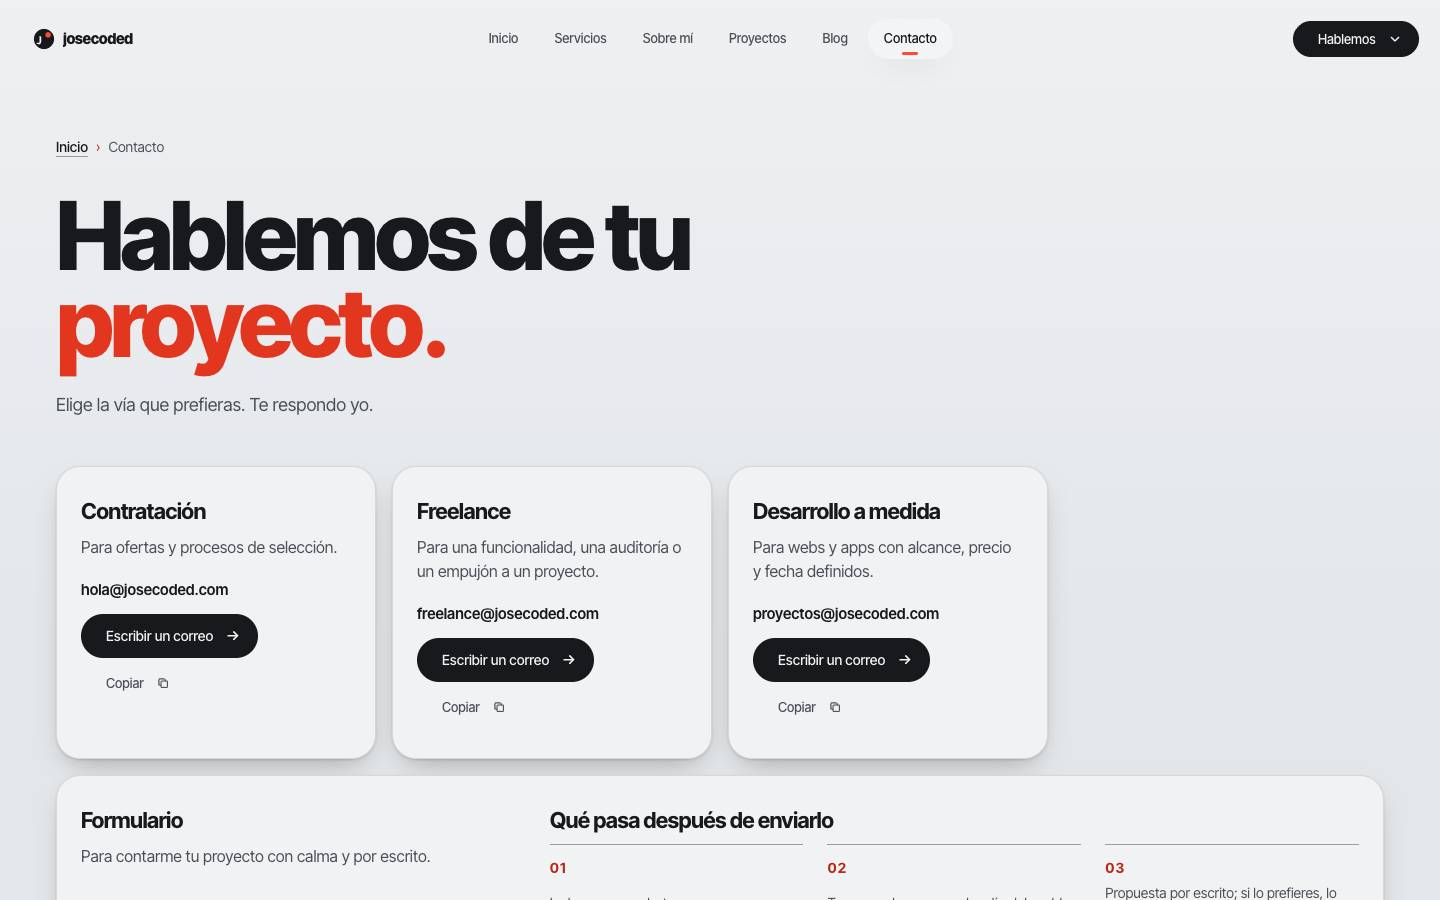 josecoded
Inicio
Servicios
Sobre mí
Proyectos
Blog
Contacto
Hablemos
Inicio › Contacto
Hablemos de tu
proyecto.
Elige la vía que prefieras. Te respondo yo.
Contratación
Para ofertas y procesos de selección.
hola@josecoded.com
Escribir un correo →
Copiar
Freelance
Para una funcionalidad, una auditoría o
un empujón a un proyecto.
freelance@josecoded.com
Escribir un correo →
Copiar
Desarrollo a medida
Para webs y apps con alcance, precio
y fecha definidos.
proyectos@josecoded.com
Escribir un correo →
Copiar
Formulario
Para contarme tu proyecto con calma y por escrito.
Qué pasa después de enviarlo
01
02
03
Propuesta por escrito; si lo prefieres, lo